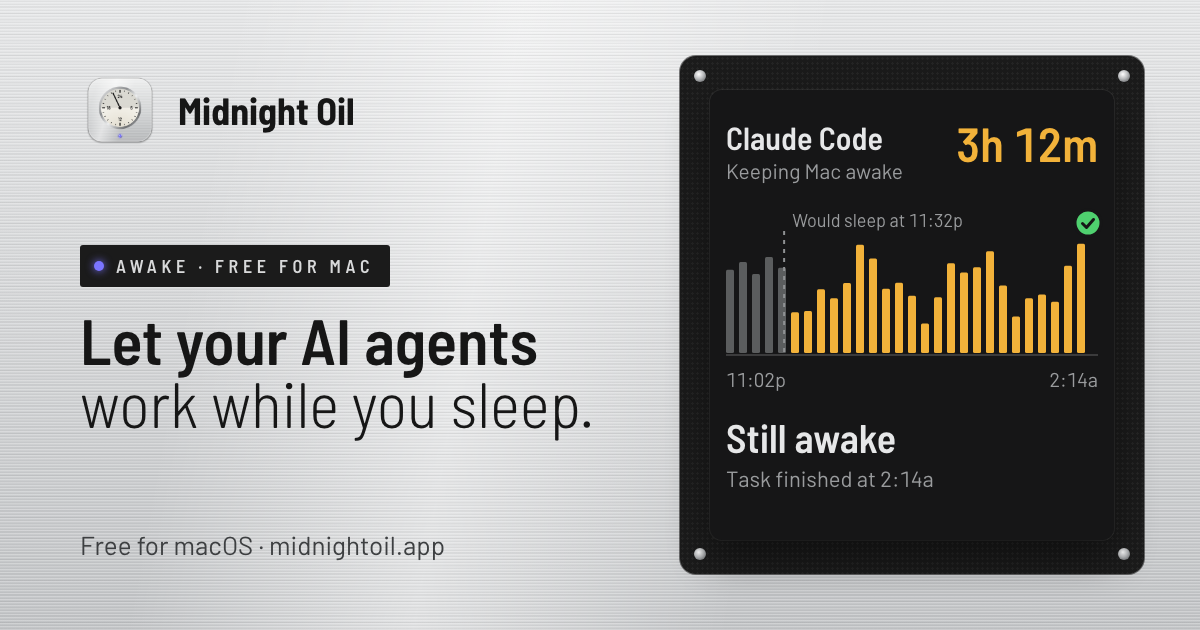 Midnight Oil
AWAKE · FREE FOR MAC
Let your AI agents
work while you sleep.
Free for macOS · midnightoil.app
Claude Code
3h 12m
Keeping Mac awake
Would sleep at 11:32p
11:02p
2:14a
Still awake
Task finished at 2:14a